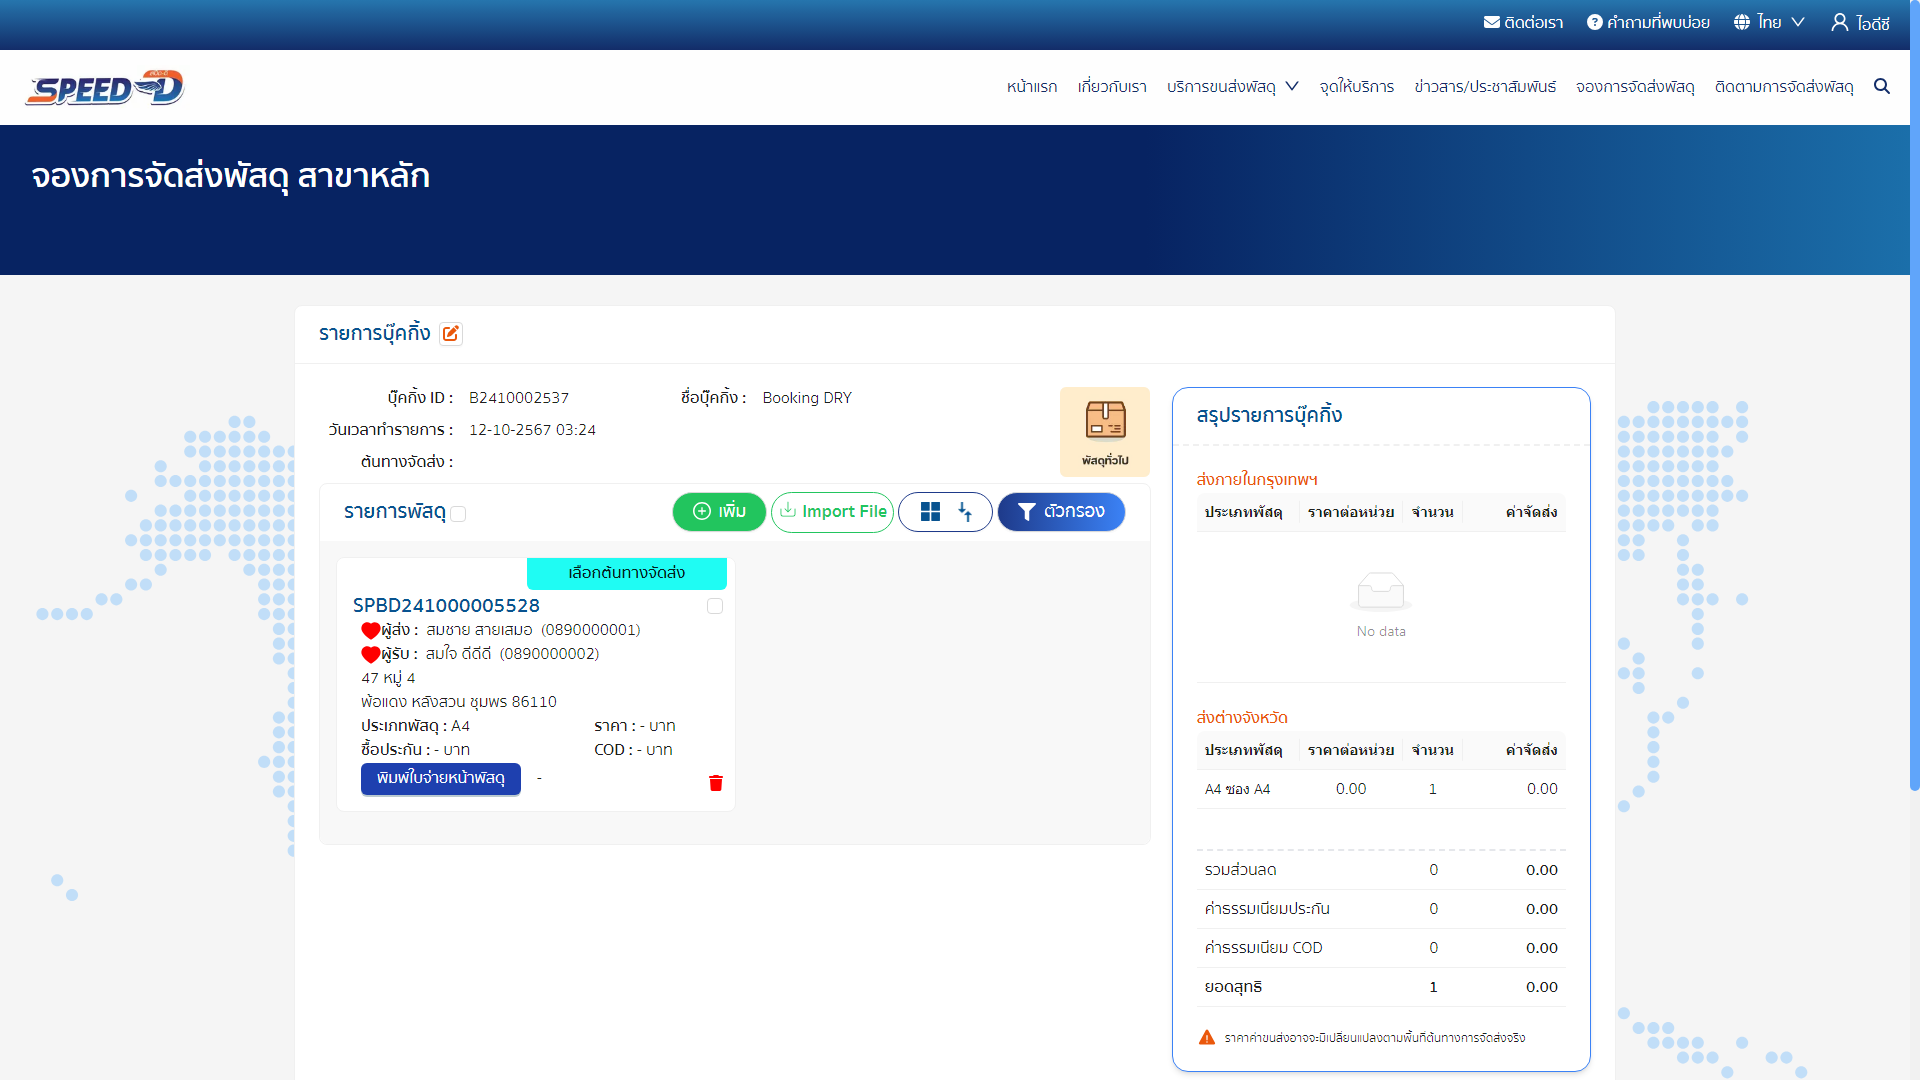 ติดต่อเรา คำถามที่พบบ่อย ไทย ไอดีซี
SPEED-D
หน้าแรก เกี่ยวกับเรา บริการขนส่งพัสดุ จุดให้บริการ ข่าวสาร/ประชาสัมพันธ์ จองการจัดส่งพัสดุ ติดตามการจัดส่งพัสดุ
จองการจัดส่งพัสดุ สาขาหลัก
รายการบุ๊คกิ้ง
บุ๊คกิ้ง ID : B2410002537 ชื่อบุ๊คกิ้ง : Booking DRY
วันเวลาทำรายการ : 12-10-2567 03:24
ต้นทางจัดส่ง :
พัสดุทั่วไป
รายการพัสดุ เพิ่ม Import File ตัวกรอง
เลือกต้นทางจัดส่ง
SPBD241000005528
ผู้ส่ง : สมชาย สายเสมอ (0890000001)
ผู้รับ : สมใจ ดีดีดี (0890000002)
47 หมู่ 4
พ้อแดง หลังสวน ชุมพร 86110
ประเภทพัสดุ : A4 ราคา : - บาท
ซื้อประกัน : - บาท COD : - บาท
พิมพ์ใบจ่ายหน้าพัสดุ -
สรุปรายการบุ๊คกิ้ง
ส่งภายในกรุงเทพฯ
ประเภทพัสดุ ราคาต่อหน่วย จำนวน ค่าจัดส่ง
No data
ส่งต่างจังหวัด
ประเภทพัสดุ ราคาต่อหน่วย จำนวน ค่าจัดส่ง
A4 ซอง A4 0.00 1 0.00
รวมส่วนลด 0 0.00
ค่าธรรมเนียมประกัน 0 0.00
ค่าธรรมเนียม COD 0 0.00
ยอดสุทธิ 1 0.00
ราคาค่าขนส่งอาจจะมีเปลี่ยนแปลงตามพื้นที่ต้นทางการจัดส่งจริง